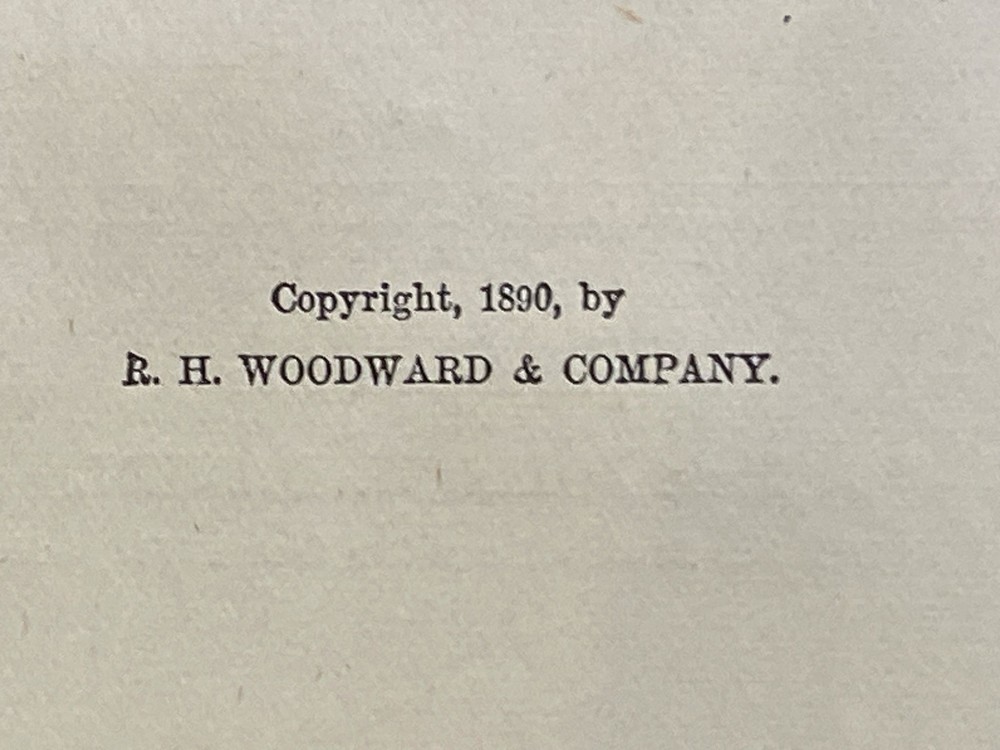 Copyright, 1890, by
R. H. WOODWARD & COMPANY.